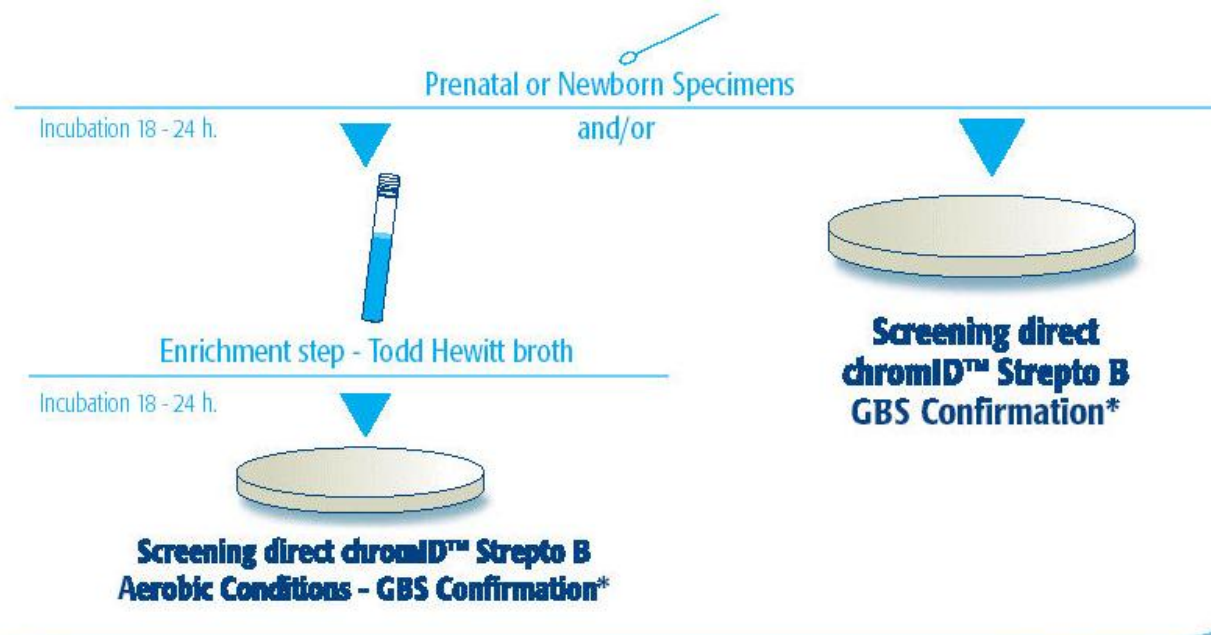 Prenatal or Newborn Specimens
Incubation 18 - 24 h.
and/or
Enrichment step - Todd Hewitt broth
Incubation 18 - 24 h.
Screening direct chromID™ Strepto B
Aerobic Conditions - GBS Confirmation*
Screening direct
chromID™ Strepto B
GBS Confirmation*